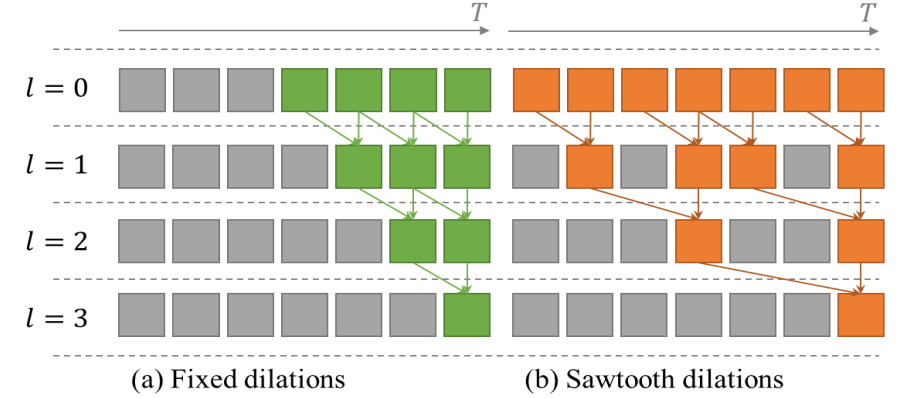 T T
l = 0
l = 1
l = 2
l = 3
(a) Fixed dilations (b) Sawtooth dilations